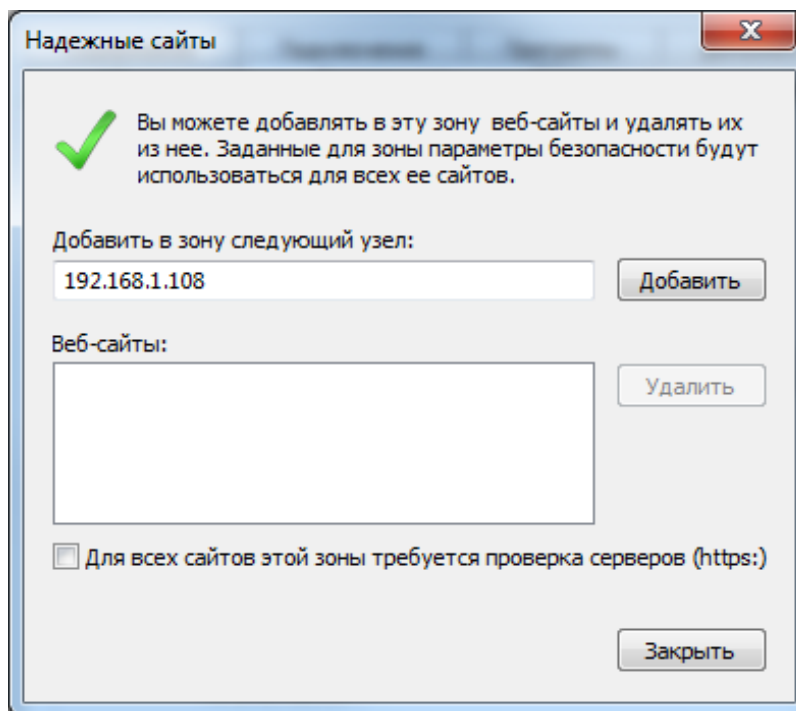 Надежные сайты
Вы можете добавлять в эту зону веб-сайты и удалять их
из нее. Заданные для зоны параметры безопасности будут
использоваться для всех ее сайтов.
Добавить в зону следующий узел:
192.168.1.108
Добавить
Веб-сайты:
Удалить
Для всех сайтов этой зоны требуется проверка серверов (https:)
Закрыть